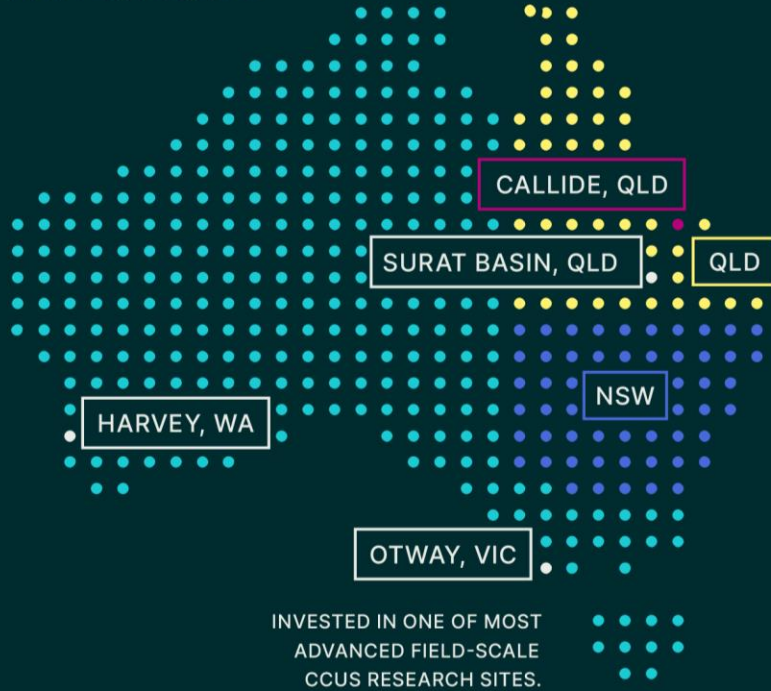 CALLIDE, QLD
SURAT BASIN, QLD
QLD
NSW
HARVEY, WA
OTWAY, VIC
INVESTED IN ONE OF MOST
ADVANCED FIELD-SCALE
CCUS RESEARCH SITES.